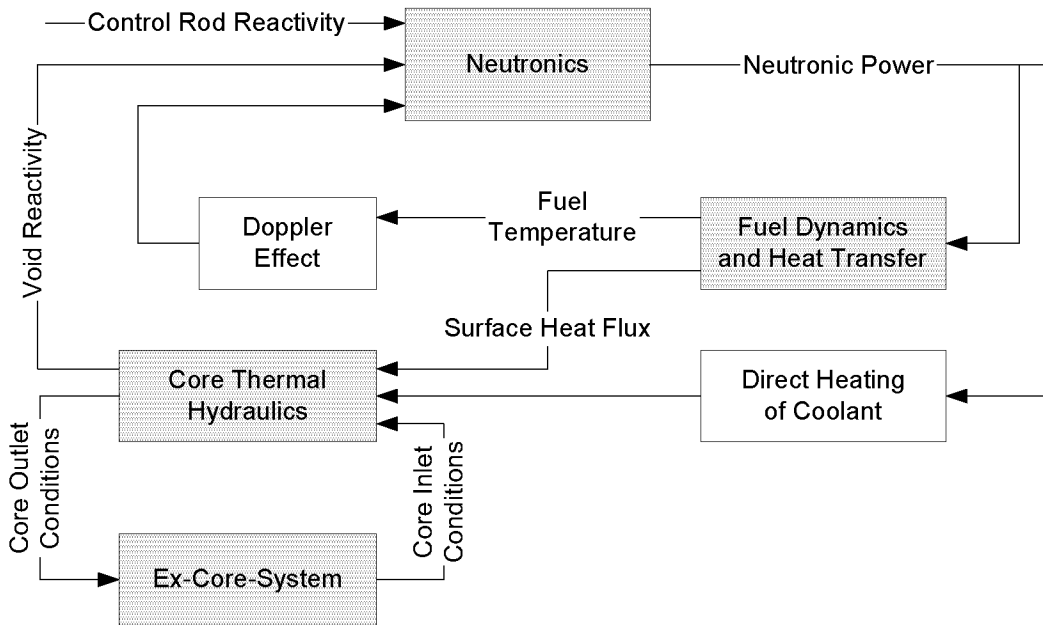 Control Rod Reactivity
Neutronics
Neutronic Power
Void Reactivity
Doppler
Effect
Fuel
Temperature
Fuel Dynamics
and Heat Transfer
Surface Heat Flux
Core Thermal
Hydraulics
Direct Heating
of Coolant
Core Outlet
Conditions
Core Inlet
Conditions
Ex-Core-System